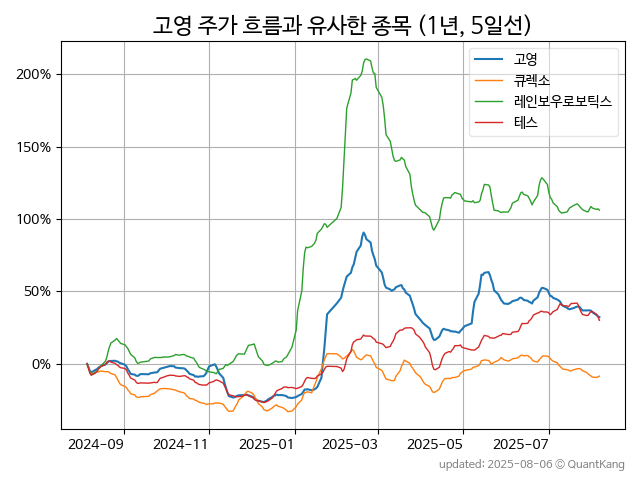 고영 주가 흐름과 유사한 종목 (1년, 5일선)
고영
큐렉소
레인보우로보틱스
테스
200%
150%
100%
50%
0%
2024-09 2024-11 2025-01 2025-03 2025-05 2025-07
updated: 2025-08-06 © QuantKang